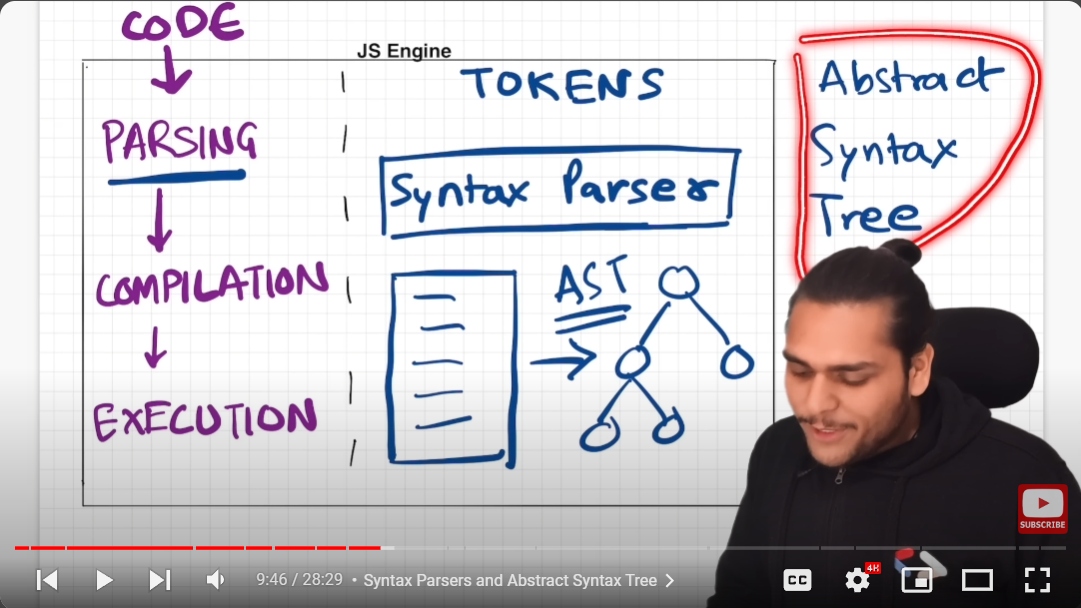 CODE
JS Engine
PARSING
COMPILATION
EXECUTION
TOKENS
Syntax Parser
AST
Abstract
Syntax
Tree
SUBSCRIBE
9:46 / 28:29 • Syntax Parsers and Abstract Syntax Tree
CC
4K